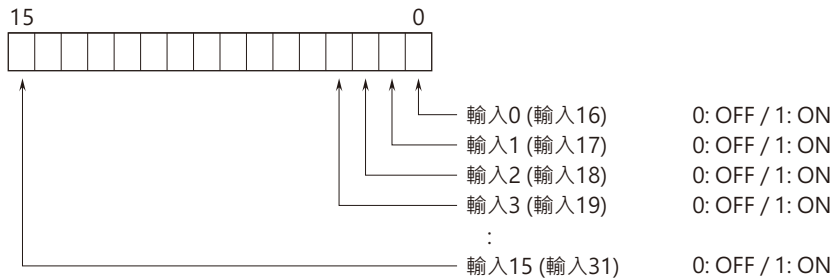 15 0
輸入0 (輸入16) 0: OFF / 1: ON
輸入1 (輸入17) 0: OFF / 1: ON
輸入2 (輸入18) 0: OFF / 1: ON
輸入3 (輸入19) 0: OFF / 1: ON
:
輸入15 (輸入31) 0: OFF / 1: ON